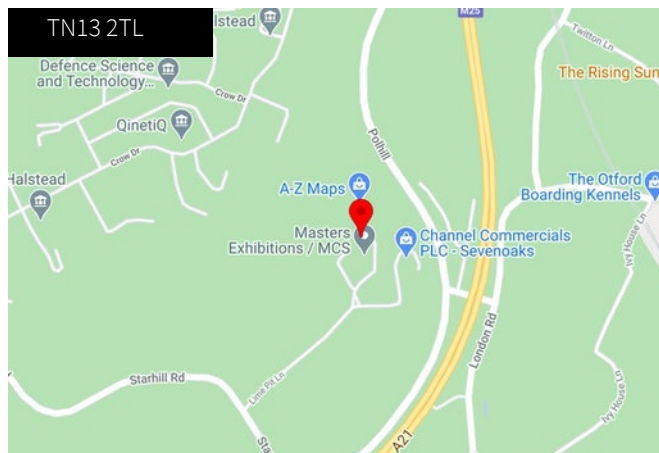 TN13 2TL
Halstead
M25
Twitton Ln
Defence Science
and Technology...
Crow Dr
The Rising Sun
QinetiQ
Polhill
Crow Dr
Halstead
A-Z Maps
The Otford
Boarding Kennels
Masters
Exhibitions / MCS
Channel Commercials
PLC - Sevenoaks
Ivy House Ln
London Rd
Starhill Rd
Lime Pit Ln
Ivy House Ln
A21